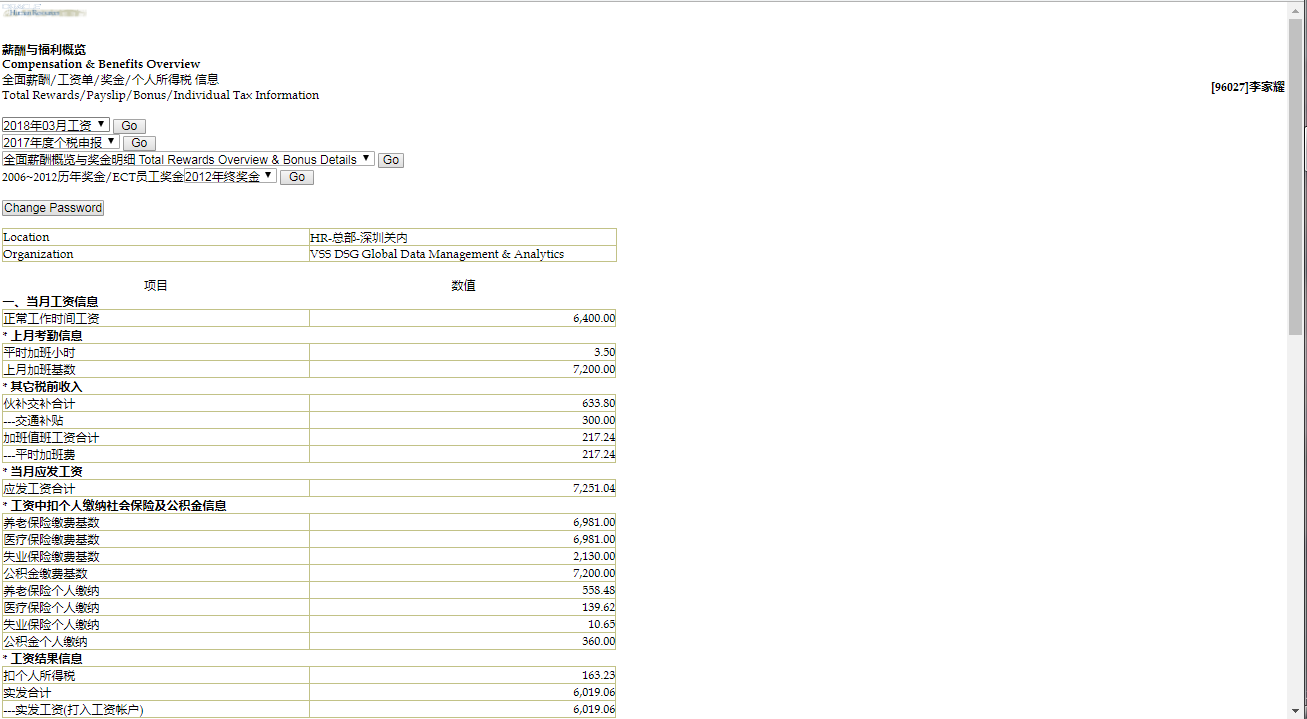 薪酬与福利概览
Compensation & Benefits Overview
全面薪酬/工资单/奖金/个人所得税 信息
Total Rewards/Payslip/Bonus/Individual Tax Information
[96027]李家耀
2018年03月工资 Go
2017年度个税申报 Go
全面薪酬概览与奖金明细 Total Rewards Overview & Bonus Details Go
2006~2012历年奖金/ECT员工奖金 2012年终奖金 Go
Change Password
Location HR-总部-深圳关内
Organization VSS DSG Global Data Management & Analytics
项目 数值
一、当月工资信息
正常工作时间工资 6,400.00
* 上月考勤信息
平时加班小时 3.50
上月加班基数 7,200.00
* 其它税前收入
伙补交补合计 633.80
---交通补贴 300.00
加班值班工资合计 217.24
---平时加班费 217.24
* 当月应发工资
应发工资合计 7,251.04
* 工资中扣个人缴纳社会保险及公积金信息
养老保险缴费基数 6,981.00
医疗保险缴费基数 6,981.00
失业保险缴费基数 2,130.00
公积金缴费基数 7,200.00
养老保险个人缴纳 558.48
医疗保险个人缴纳 139.62
失业保险个人缴纳 10.65
公积金个人缴纳 360.00
* 工资结果信息
扣个人所得税 163.23
实发合计 6,019.06
---实发工资(打入工资帐户) 6,019.06